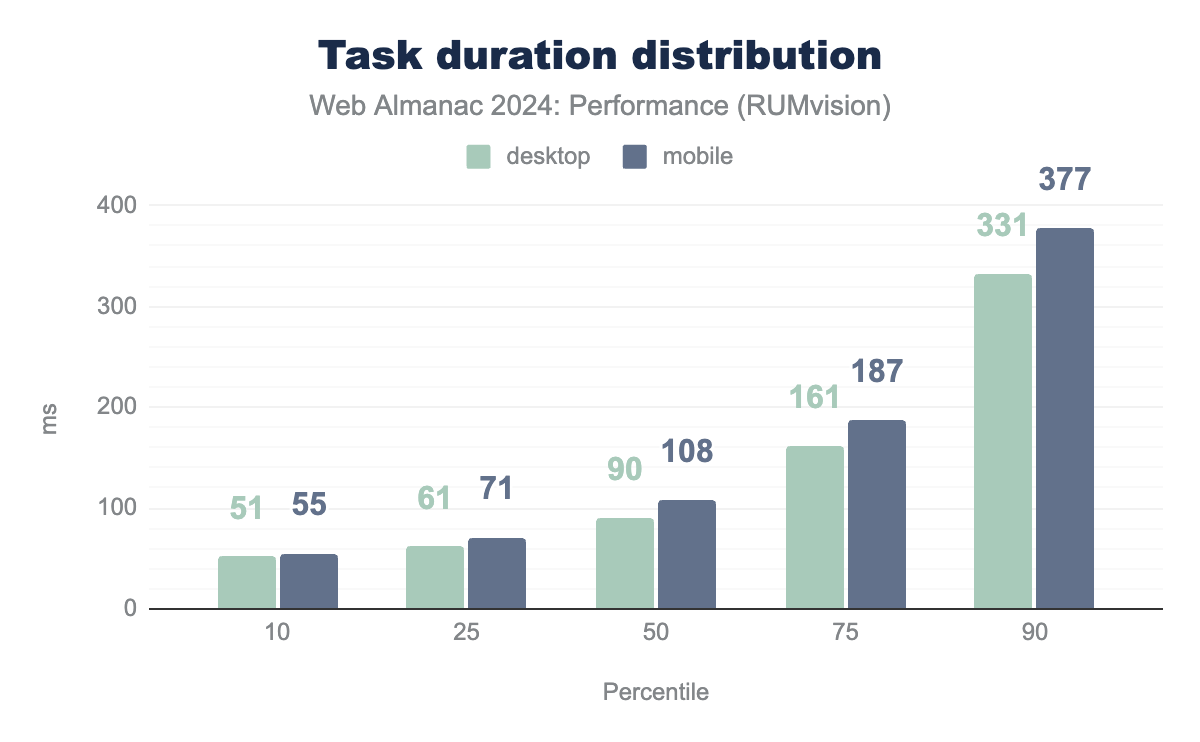 Task duration distribution
Web Almanac 2024: Performance (RUMvision)
desktop mobile
377
400
331
300
187
161
200
ms
108
90
71
61
55
51
100
0
10 25 50 75 90
Percentile